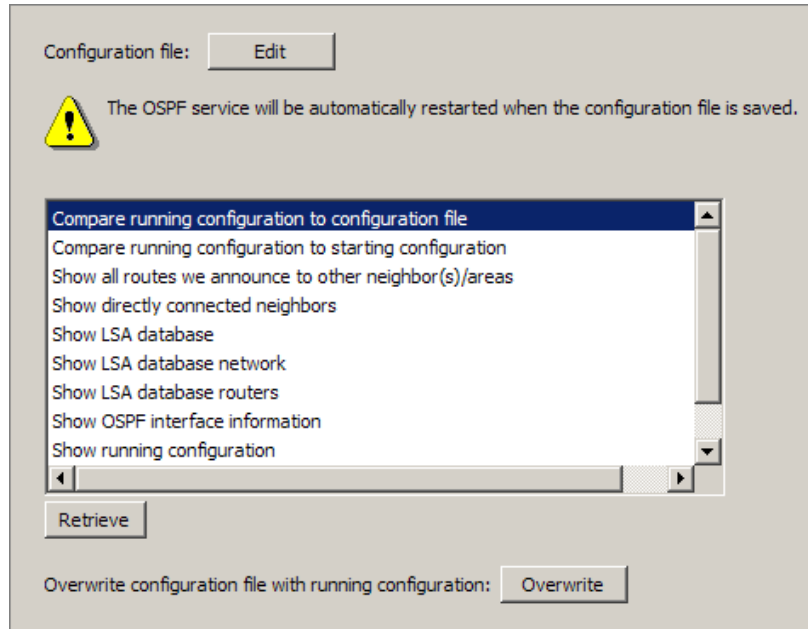 Configuration file: Edit
The OSPF service will be automatically restarted when the configuration file is saved.
Compare running configuration to configuration file
Compare running configuration to starting configuration
Show all routes we announce to other neighbor(s)/areas
Show directly connected neighbors
Show LSA database
Show LSA database network
Show LSA database routers
Show OSPF interface information
Show running configuration
Retrieve
Overwrite configuration file with running configuration: Overwrite